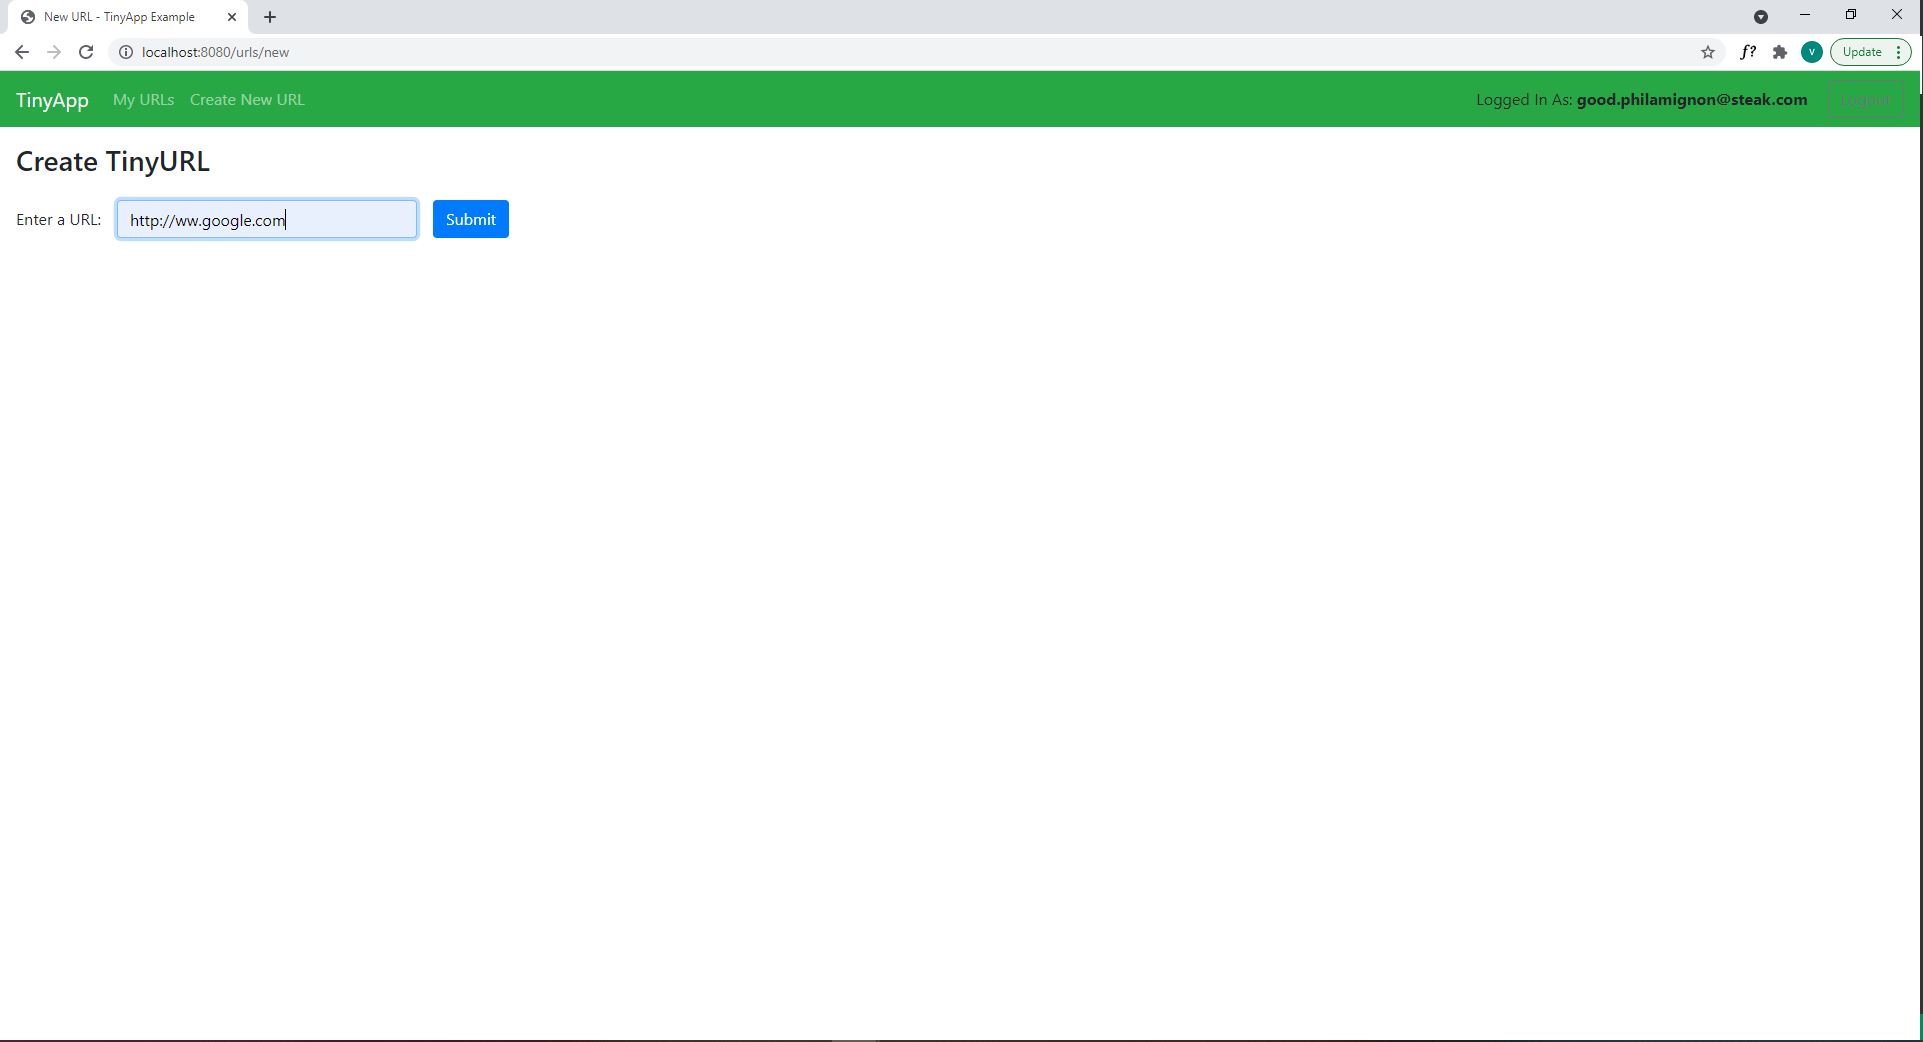 New URL - TinyApp Example
localhost:8080/urls/new
f?
V
Update
TinyApp My URLs Create New URL
Logged In As: good.philamignon@steak.com Logout
Create TinyURL
Enter a URL: http://ww.google.com Submit